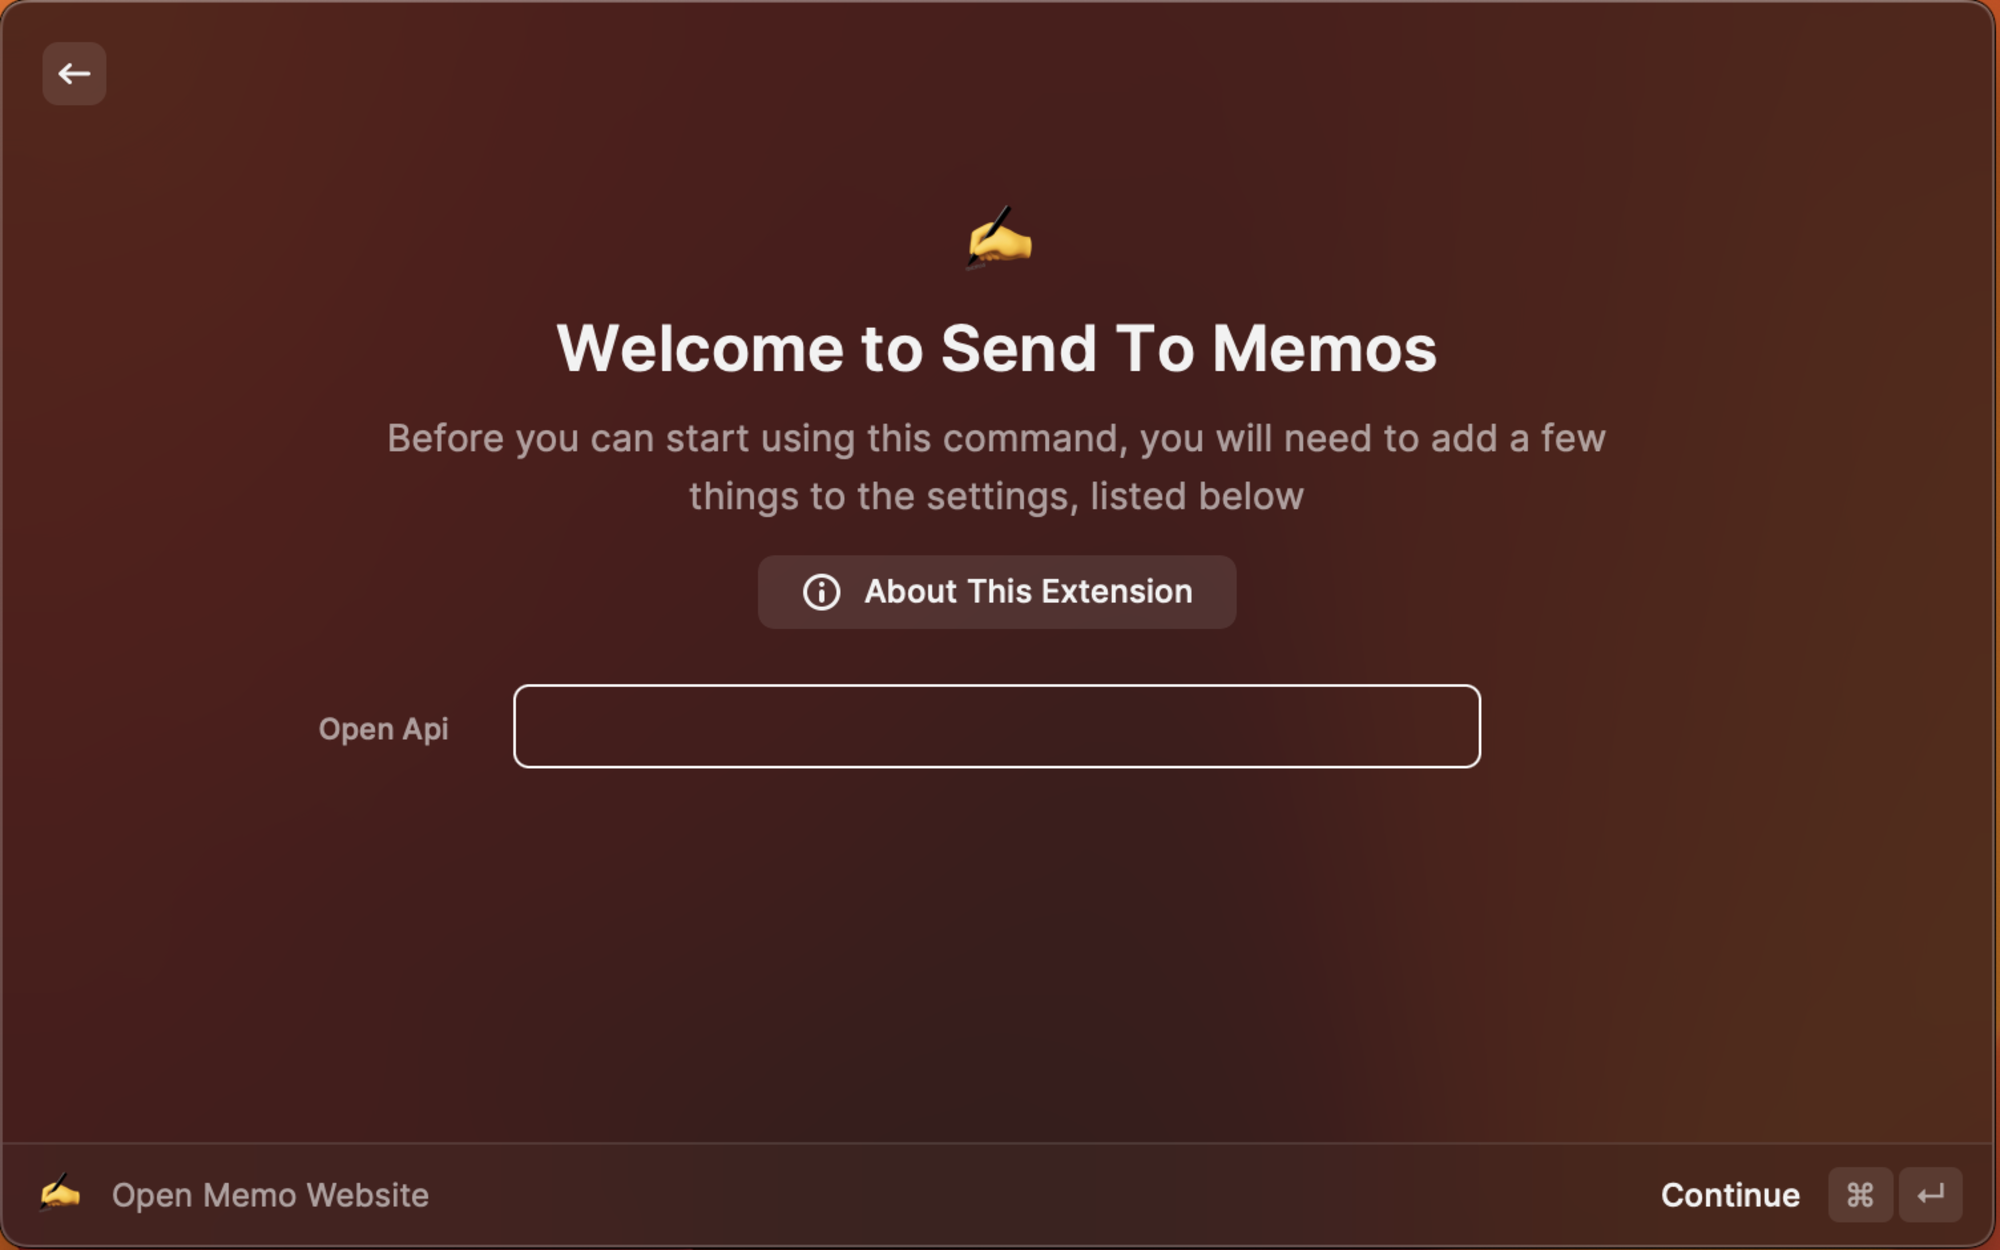 Welcome to Send To Memos
Before you can start using this command, you will need to add a few
things to the settings, listed below
About This Extension
Open Api
Open Memo Website
Continue ⌘ ↵